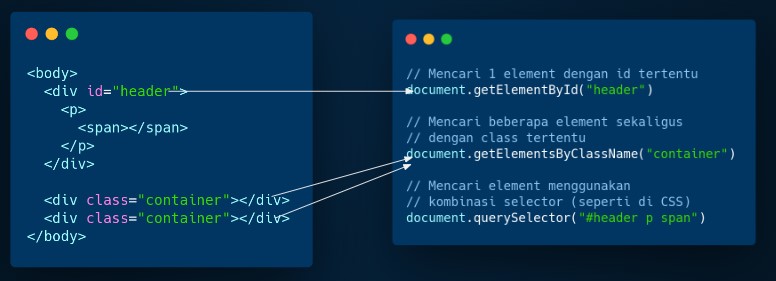 <body>
  <div id="header">
    <p>
      <span></span>
    </p>
  </div>
  <div class="container"></div>
  <div class="container"></div>
</body>
// Mencari 1 element dengan id tertentu
document.getElementById("header")
// Mencari beberapa element sekaligus
// dengan class tertentu
document.getElementsByClassName("container")
// Mencari element menggunakan
// kombinasi selector (seperti di CSS)
document.querySelector("#header p span")